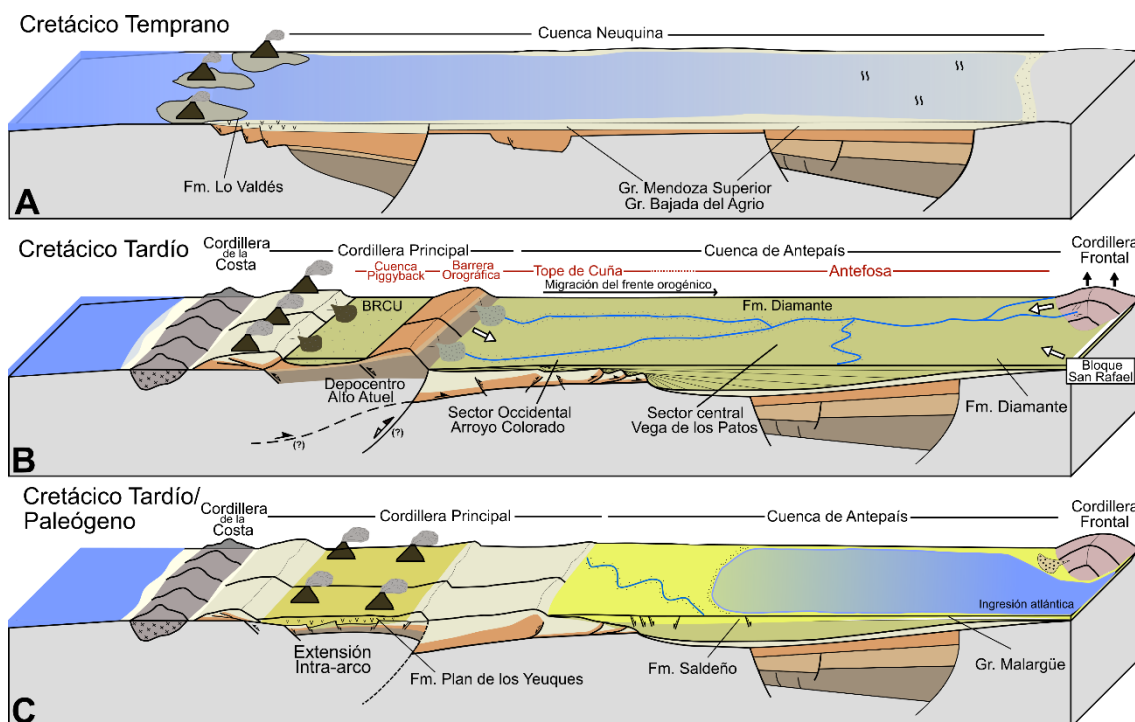 Cretácico Temprano
Cuenca Neuquina
Fm. Lo Valdés
Gr. Mendoza Superior
Gr. Bajada del Agrio
A
Cretácico Tardío
Cordillera
de la
Costa
Cordillera Principal
Cuenca de Antepaís
Cordillera
Frontal
Cuenca
Piggyback
Barrera
Orográfica
Tope de Cuña
Antefosa
Migración del frente orogénico
BRCU
Fm. Diamante
Depocentro
Alto Atuel
Sector Occidental
Arroyo Colorado
Sector central
Vega de los Patos
Fm. Diamante
Bloque
San Rafael
(?)
(?)
B
Cretácico Tardío/
Paleógeno
Cordillera
de la
Costa
Cordillera Principal
Cuenca de Antepaís
Cordillera
Frontal
Ingresión atlántica
Extensión
Intra-arco
Fm. Plan de los Yeuques
Fm. Saldeño
Gr. Malargüe
C